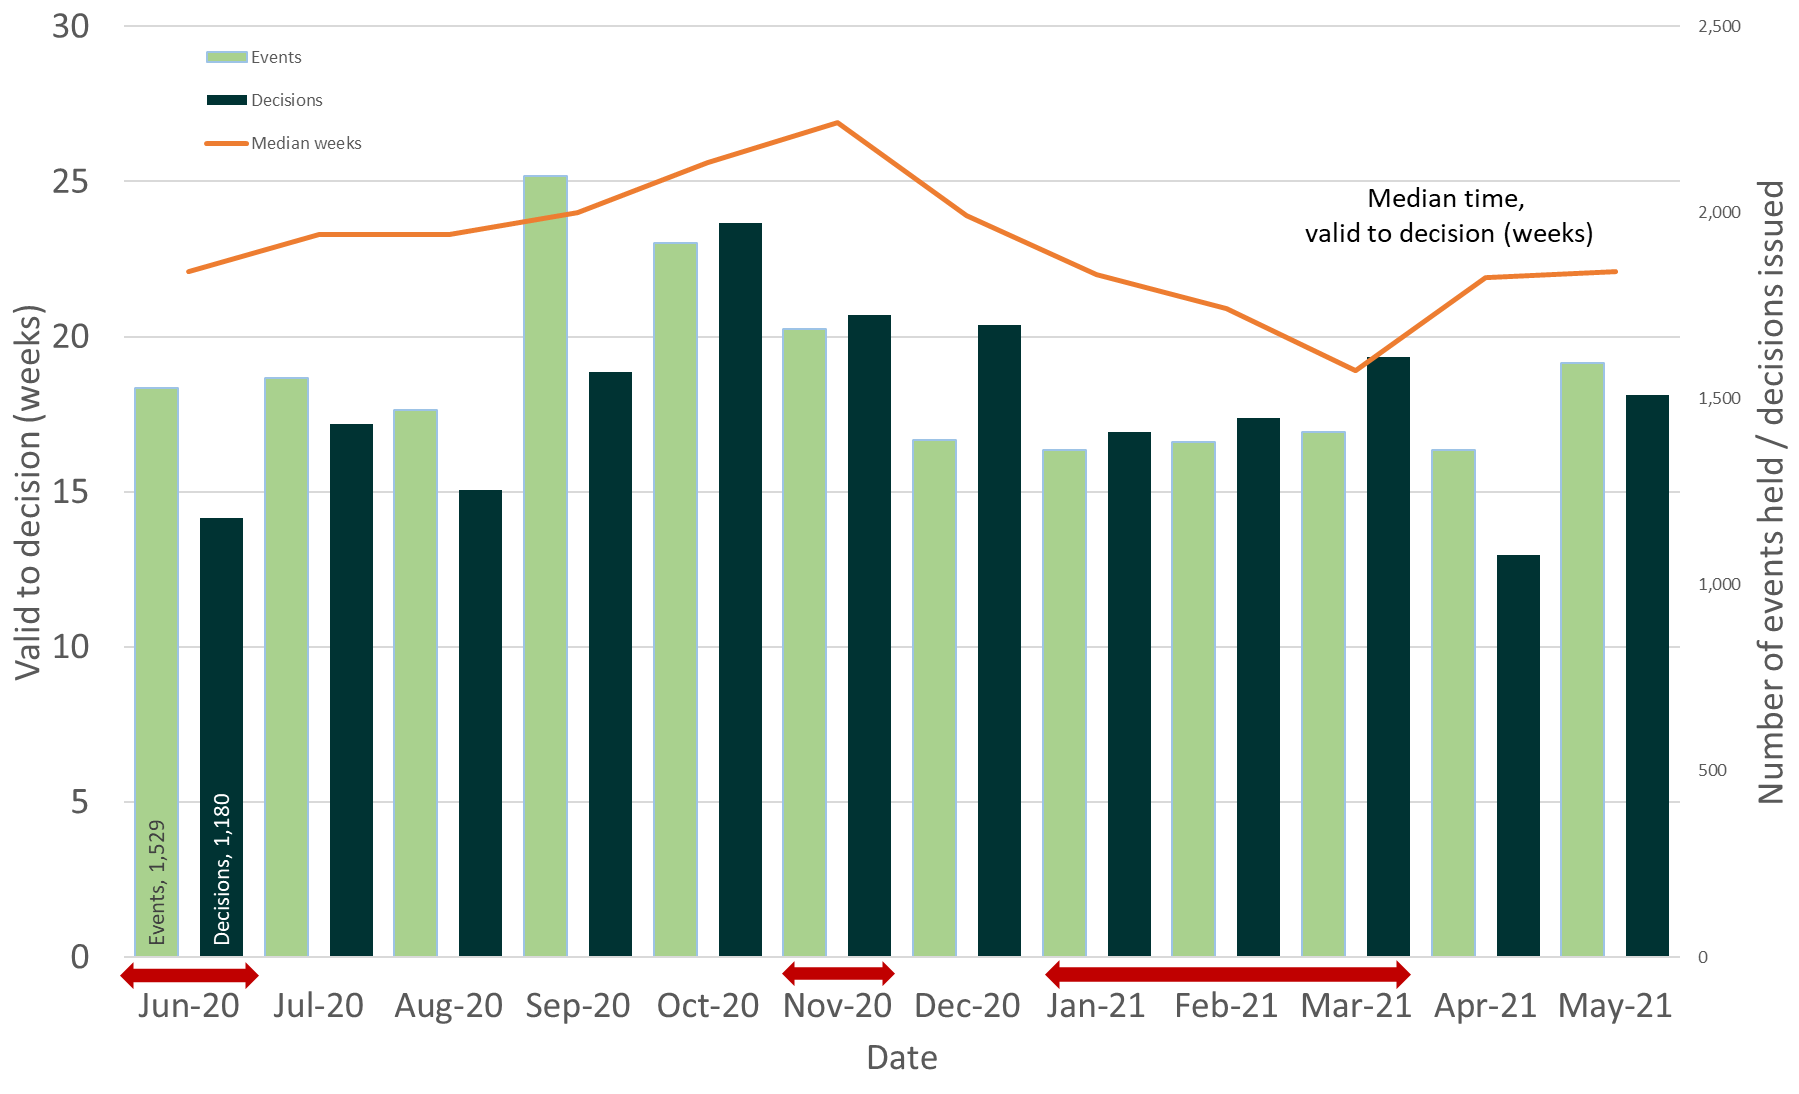 30
25
20
15
10
5
0
Valid to decision (weeks)
Events
Decisions
Median weeks
Median time,
valid to decision (weeks)
2,500
2,000
1,500
1,000
500
0
Number of events held / decisions issued
Events, 1,529
Decisions, 1,180
Jun-20
Jul-20
Aug-20
Sep-20
Oct-20
Nov-20
Dec-20
Jan-21
Feb-21
Mar-21
Apr-21
May-21
Date